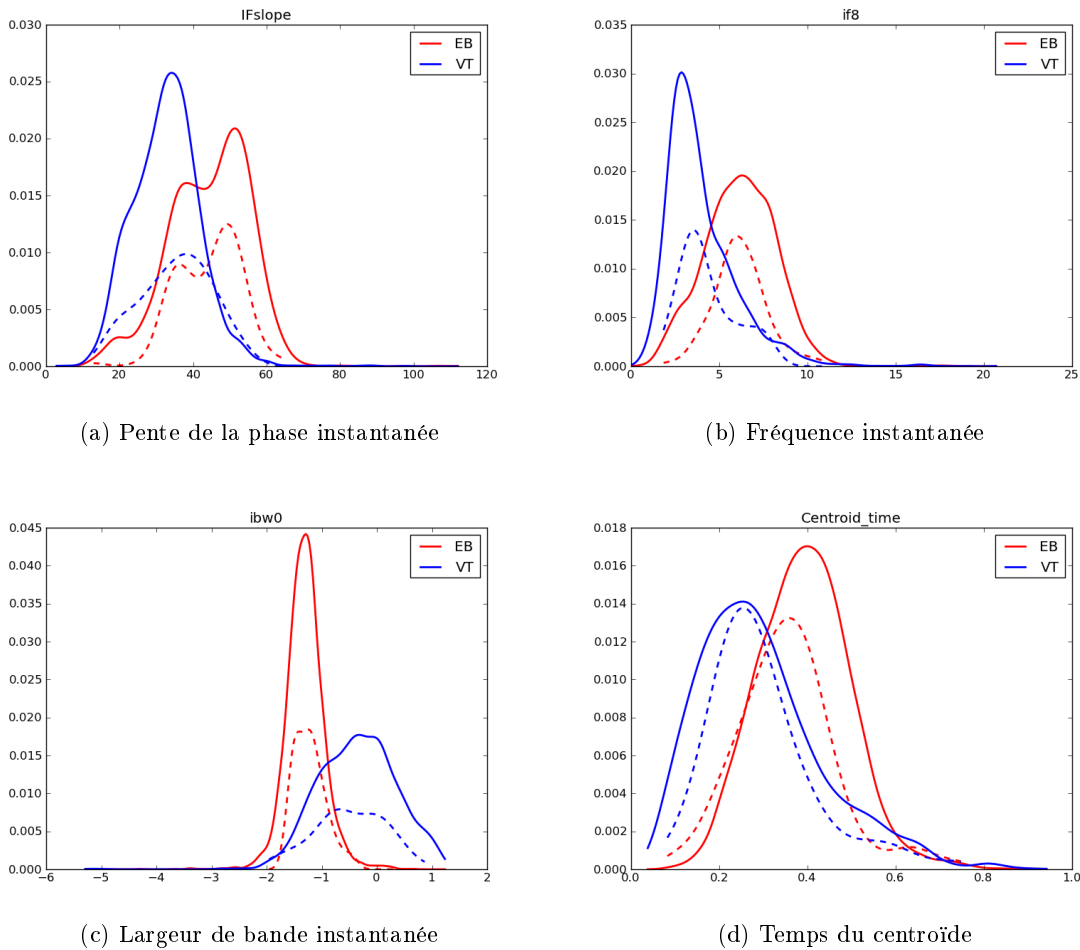 IFslope
0.030
0.025
0.020
0.015
0.010
0.005
0.000
0 20 40 60 80 100 120
EB
VT
(a) Pente de la phase instantanée
if8
0.035
0.030
0.025
0.020
0.015
0.010
0.005
0.000
0 5 10 15 20 25
EB
VT
(b) Fréquence instantanée
ibw0
0.045
0.040
0.035
0.030
0.025
0.020
0.015
0.010
0.005
0.000
−6 −5 −4 −3 −2 −1 0 1 2
EB
VT
(c) Largeur de bande instantanée
Centroid_time
0.018
0.016
0.014
0.012
0.010
0.008
0.006
0.004
0.002
0.000
0.0 0.2 0.4 0.6 0.8 1.0
EB
VT
(d) Temps du centroïde